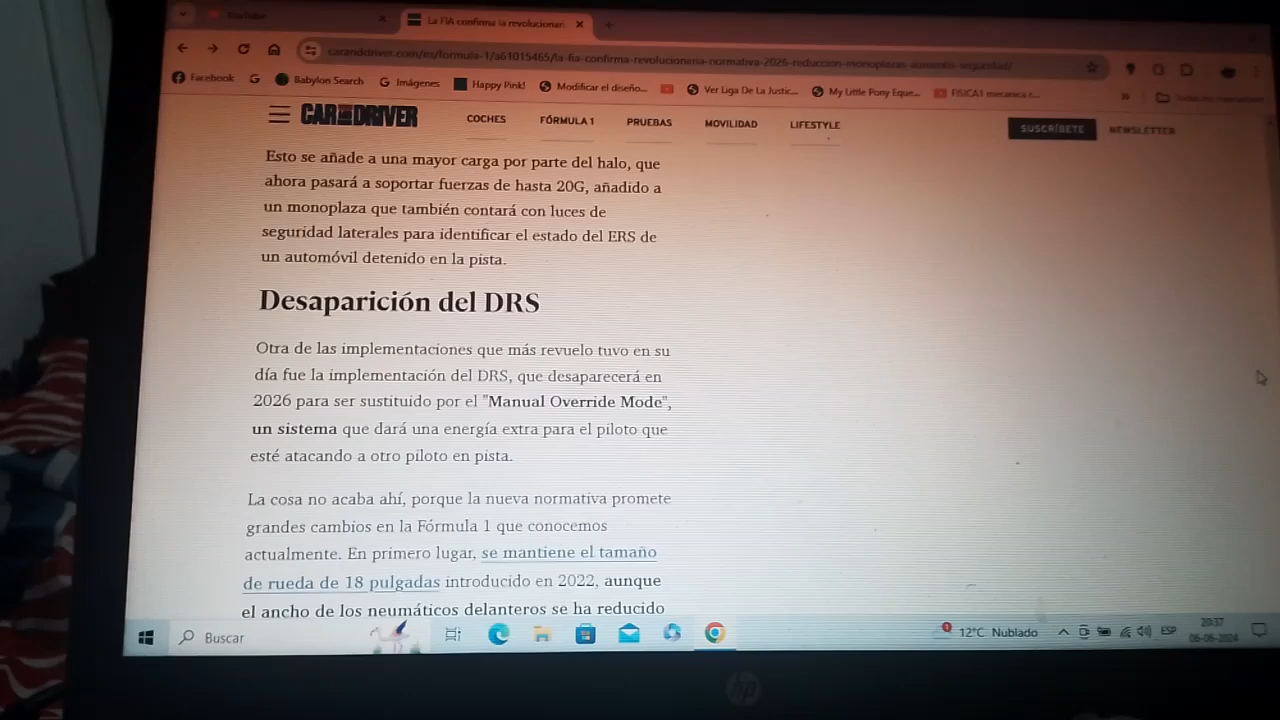 YouTube
La FIA confirma la revolucionari
caranddriver.com/es/formula-1/a61015465/la-fia-confirma-revolucionaria-normativa-2026-reduccion-monoplazas-aumento-seguridad/
Facebook G Babylon Search Imágenes Happy Pink! Modificar el diseño... Ver Liga De La Justic... My Little Pony Eque... FISICA1 mecanica c...
CAR AND DRIVER COCHES FÓRMULA 1 PRUEBAS MOVILIDAD LIFESTYLE SUSCRÍBETE NEWSLETTER
Esto se añade a una mayor carga por parte del halo, que
ahora pasará a soportar fuerzas de hasta 20G, añadido a
un monoplaza que también contará con luces de
seguridad laterales para identificar el estado del ERS de
un automóvil detenido en la pista.
Desaparición del DRS
Otra de las implementaciones que más revuelo tuvo en su
día fue la implementación del DRS, que desaparecerá en
2026 para ser sustituido por el "Manual Override Mode",
un sistema que dará una energía extra para el piloto que
esté atacando a otro piloto en pista.
La cosa no acaba ahí, porque la nueva normativa promete
grandes cambios en la Fórmula 1 que conocemos
actualmente. En primero lugar, se mantiene el tamaño
de rueda de 18 pulgadas introducido en 2022, aunque
el ancho de los neumáticos delanteros se ha reducido
Buscar 12°C Nublado ESP 20:37
06-06-2024
hp